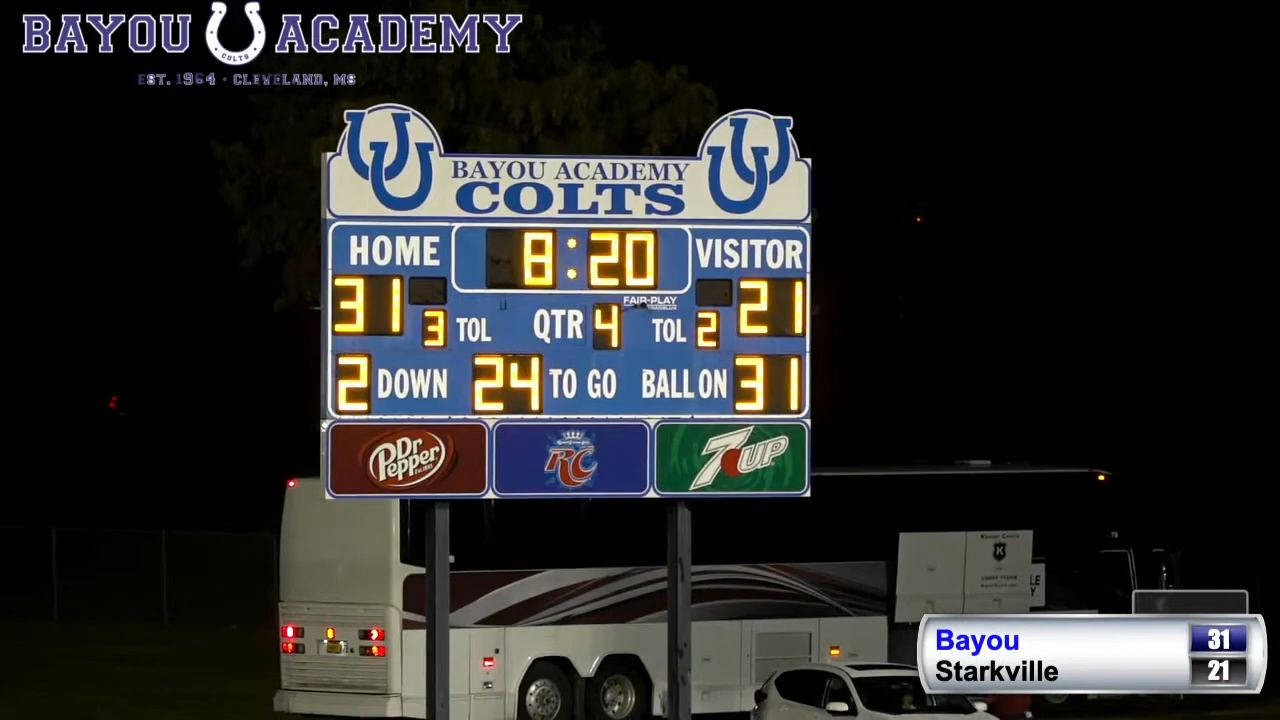 BAYOU ACADEMY
COLTS
EST. 1964 · CLEVELAND, MS
BAYOU ACADEMY
COLTS
HOME 8:20 VISITOR
31 21
FAIR-PLAY
3 TOL QTR 4 TOL 2
2 DOWN 24 TO GO BALL ON 31
Dr Pepper RC 7UP
K
Bayou 31
Starkville 21